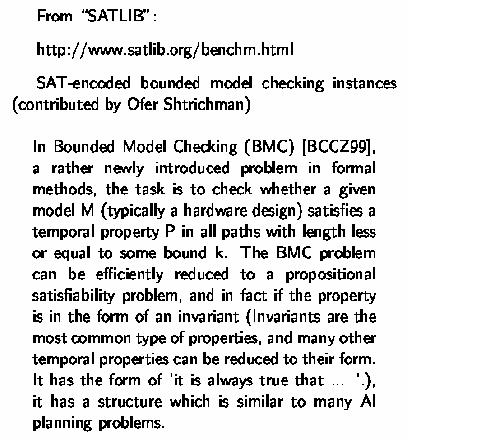 From "SATLIB":
http://www.satlib.org/benchm.html
SAT-encoded bounded model checking instances
(contributed by Ofer Shtrichman)
In Bounded Model Checking (BMC) [BCCZ99],
a rather newly introduced problem in formal
methods, the task is to check whether a given
model M (typically a hardware design) satisfies a
temporal property P in all paths with length less
or equal to some bound k. The BMC problem
can be efficiently reduced to a propositional
satisfiability problem, and in fact if the property
is in the form of an invariant (Invariants are the
most common type of properties, and many other
temporal properties can be reduced to their form.
It has the form of 'it is always true that ... '.),
it has a structure which is similar to many AI
planning problems.